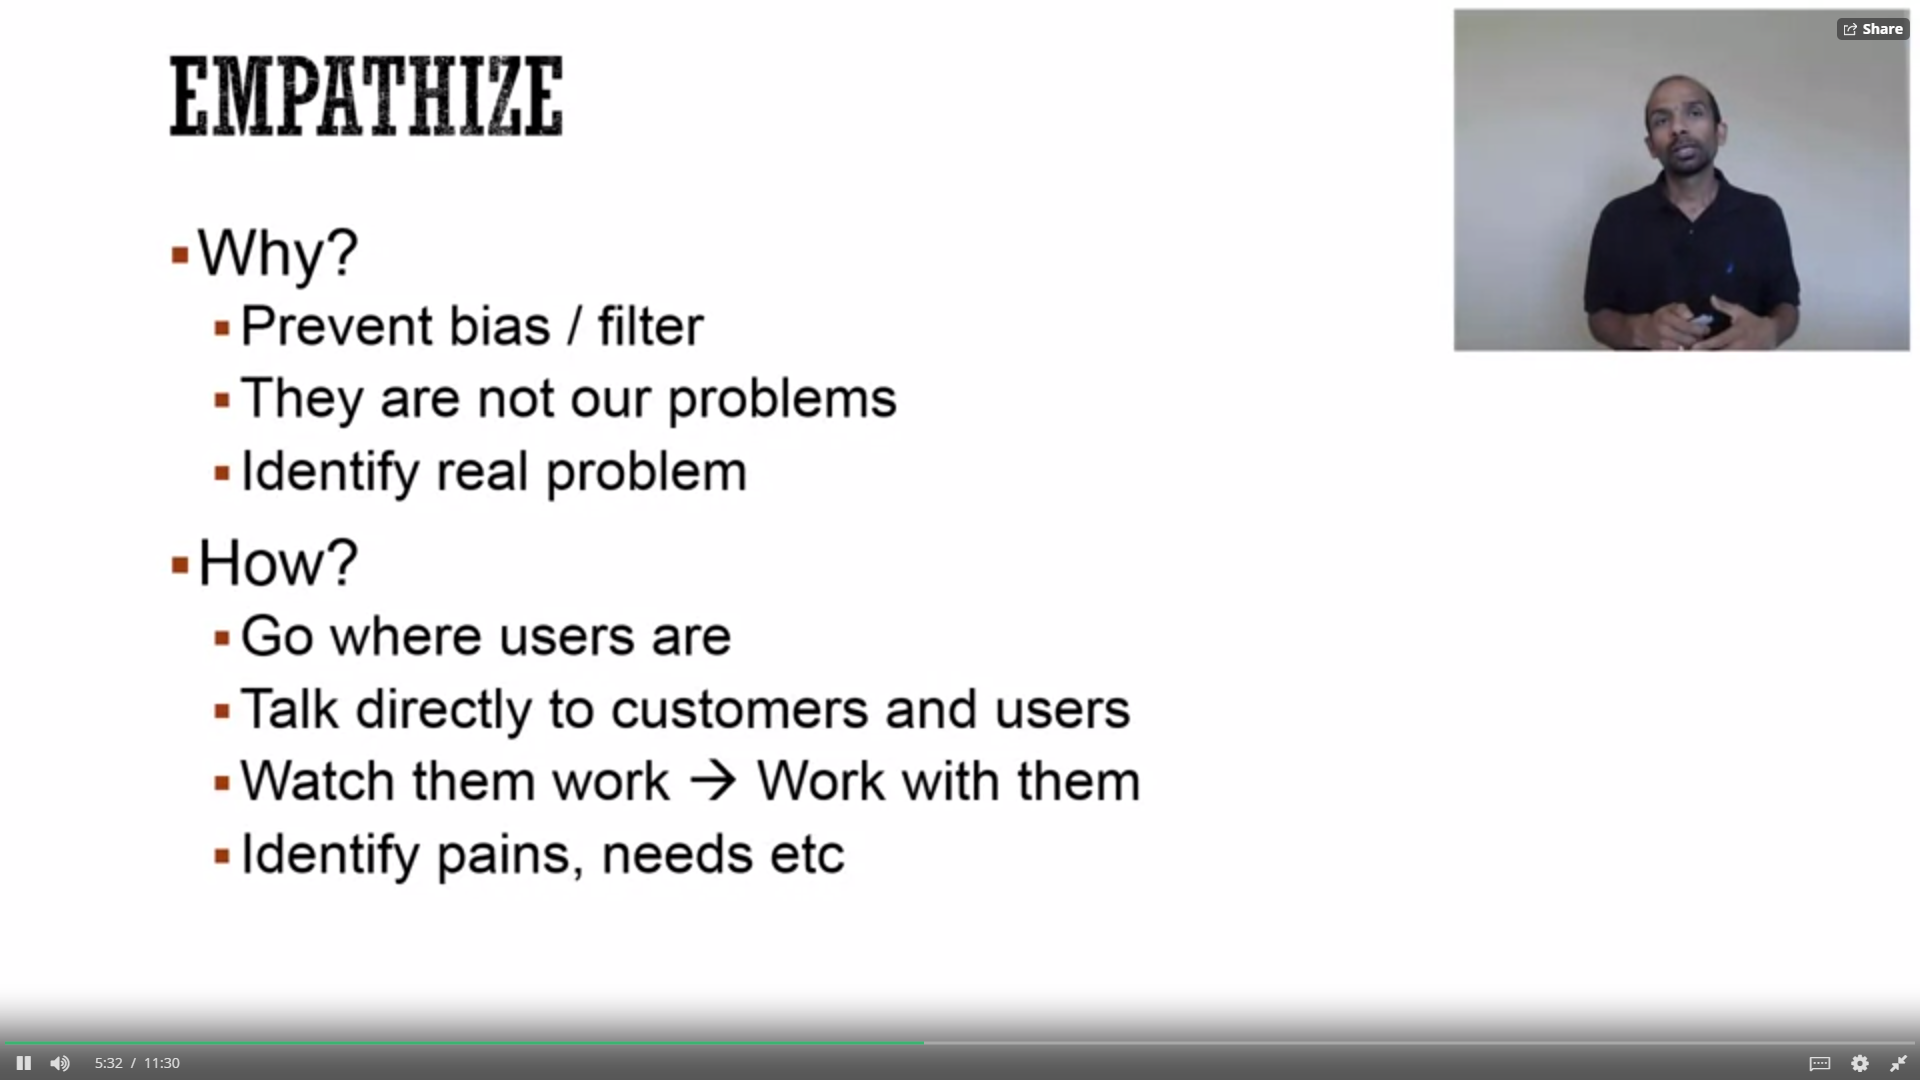 EMPATHIZE
Share
Why?
Prevent bias / filter
They are not our problems
Identify real problem
How?
Go where users are
Talk directly to customers and users
Watch them work → Work with them
Identify pains, needs etc
5:32 / 11:30